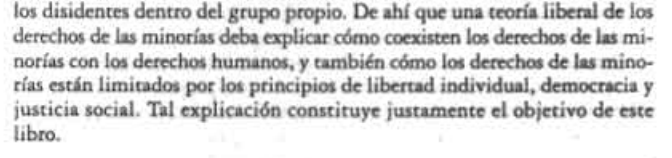 los disidentes dentro del grupo propio. De ahí que una teoría liberal de los
derechos de las minorías deba explicar cómo coexisten los derechos de las mi-
norías con los derechos humanos, y también cómo los derechos de las mino-
rías están limitados por los principios de libertad individual, democracia y
justicia social. Tal explicación constituye justamente el objetivo de este
libro.